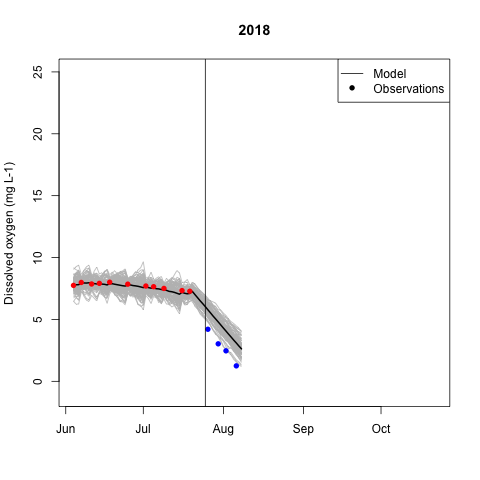 2018
Model
Observations
Dissolved oxygen (mg L-1)
25
20
15
10
5
0
Jun
Jul
Aug
Sep
Oct